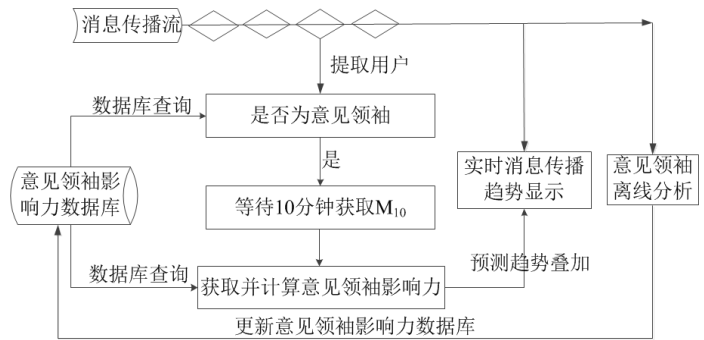 消息传播流
提取用户
数据库查询
是否为意见领袖
是
意见领袖影
响力数据库
等待10分钟获取M10
实时消息传播
趋势显示
意见领袖
离线分析
数据库查询
获取并计算意见领袖影响力
预测趋势叠加
更新意见领袖影响力数据库